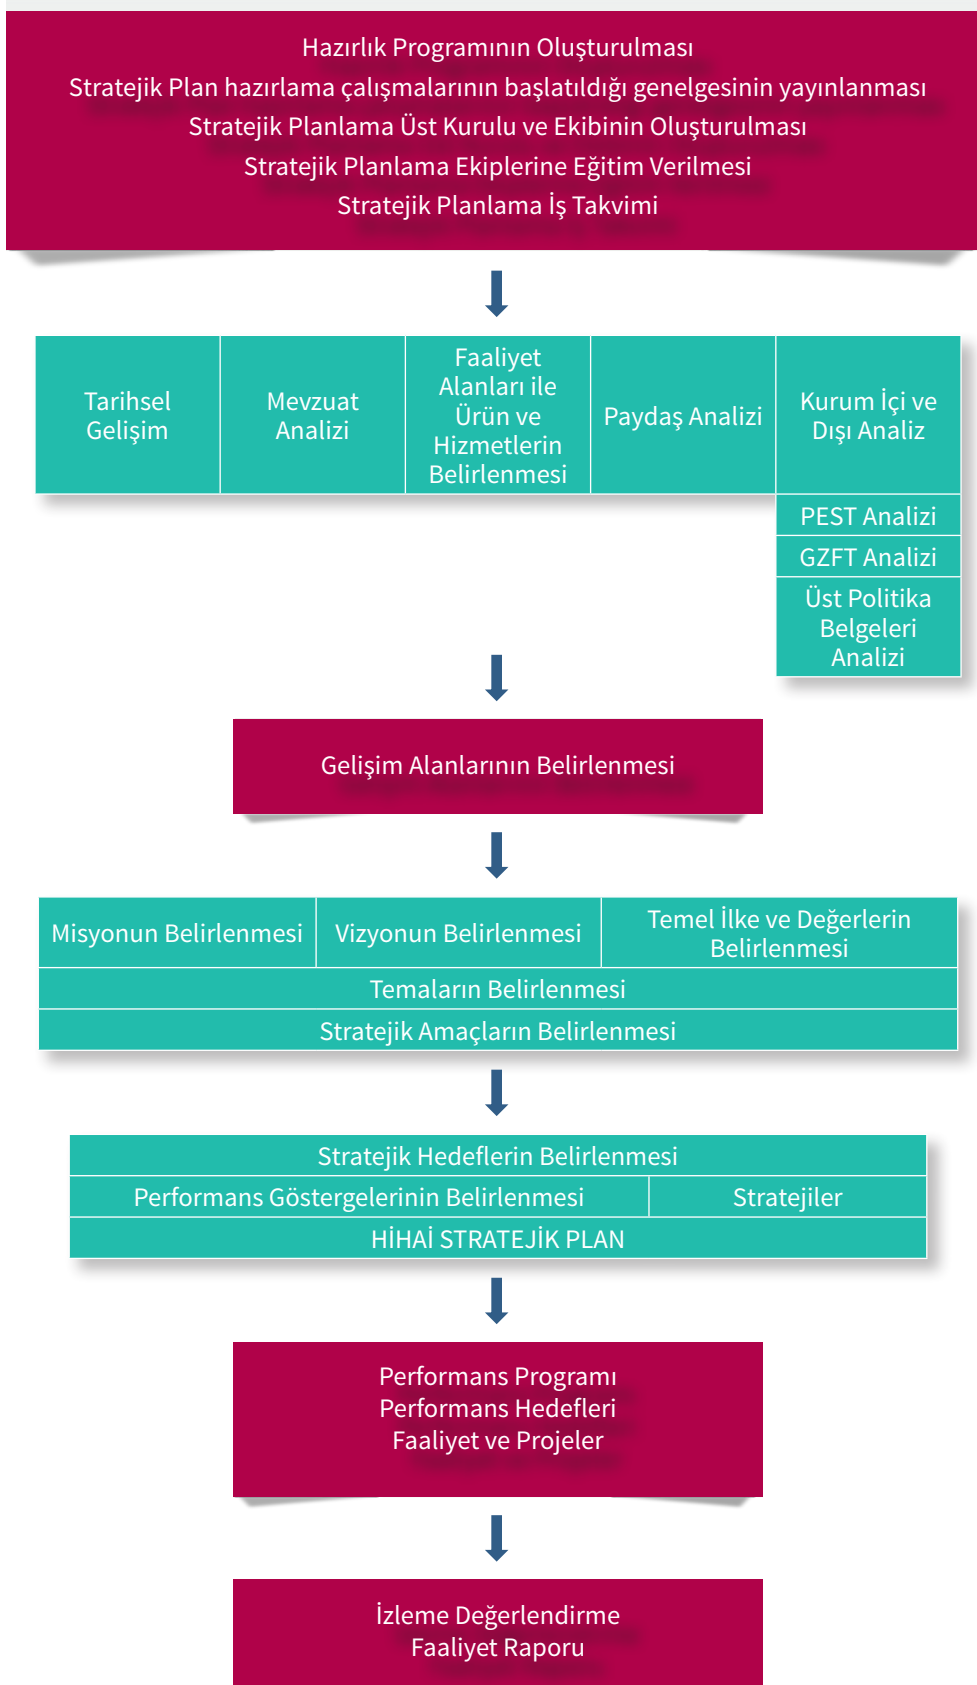 Hazırlık Programının Oluşturulması
Stratejik Plan hazırlama çalışmalarının başlatıldığı genelgesinin yayınlanması
Stratejik Planlama Üst Kurulu ve Ekibinin Oluşturulması
Stratejik Planlama Ekiplerine Eğitim Verilmesi
Stratejik Planlama İş Takvimi
Tarihsel
Gelişim
Mevzuat
Analizi
Faaliyet
Alanları ile
Ürün ve
Hizmetlerin
Belirlenmesi
Paydaş Analizi
Kurum İçi ve
Dışı Analiz
PEST Analizi
GZFT Analizi
Üst Politika
Belgeleri
Analizi
Gelişim Alanlarının Belirlenmesi
Misyonun Belirlenmesi
Vizyonun Belirlenmesi
Temel İlke ve Değerlerin
Belirlenmesi
Temaların Belirlenmesi
Stratejik Amaçların Belirlenmesi
Stratejik Hedeflerin Belirlenmesi
Performans Göstergelerinin Belirlenmesi
Stratejiler
HİHAİ STRATEJİK PLAN
Performans Programı
Performans Hedefleri
Faaliyet ve Projeler
İzleme Değerlendirme
Faaliyet Raporu